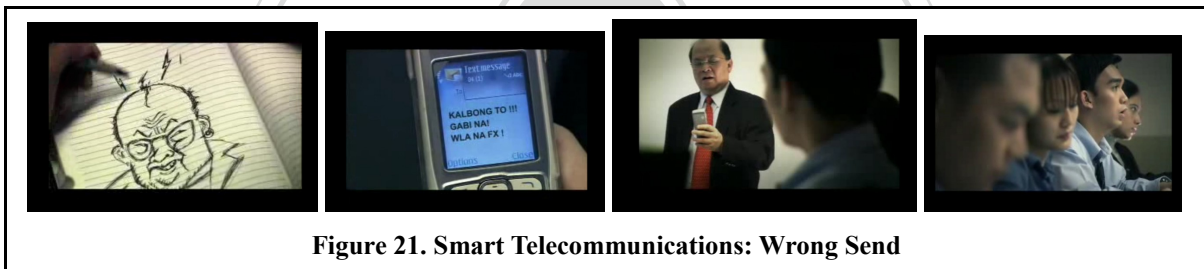 Text message
KALBONG TO !!!
GABI NA!
WLA NA FX !
Options Close
Figure 21. Smart Telecommunications: Wrong Send